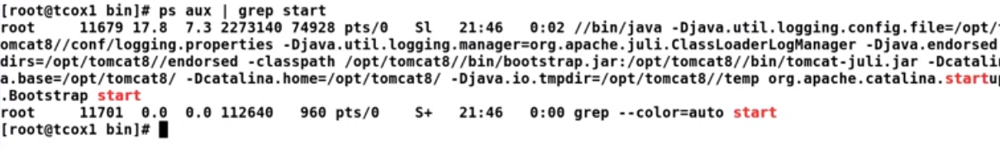 [root@tcox1 bin]# ps aux | grep start
root     11679 17.8  7.3 2273140 74928 pts/0   Sl   21:46   0:02 //bin/java -Djava.util.logging.config.file=/opt/t
omcat8//conf/logging.properties -Djava.util.logging.manager=org.apache.juli.ClassLoaderLogManager -Djava.endorsed
dirs=/opt/tomcat8//endorsed -classpath /opt/tomcat8//bin/bootstrap.jar:/opt/tomcat8//bin/tomcat-juli.jar -Dcatalin
a.base=/opt/tomcat8/ -Dcatalina.home=/opt/tomcat8/ -Djava.io.tmpdir=/opt/tomcat8//temp org.apache.catalina.startup
.Bootstrap start
root     11701  0.0  0.0 112640   960 pts/0    S+   21:46   0:00 grep --color=auto start
[root@tcox1 bin]#